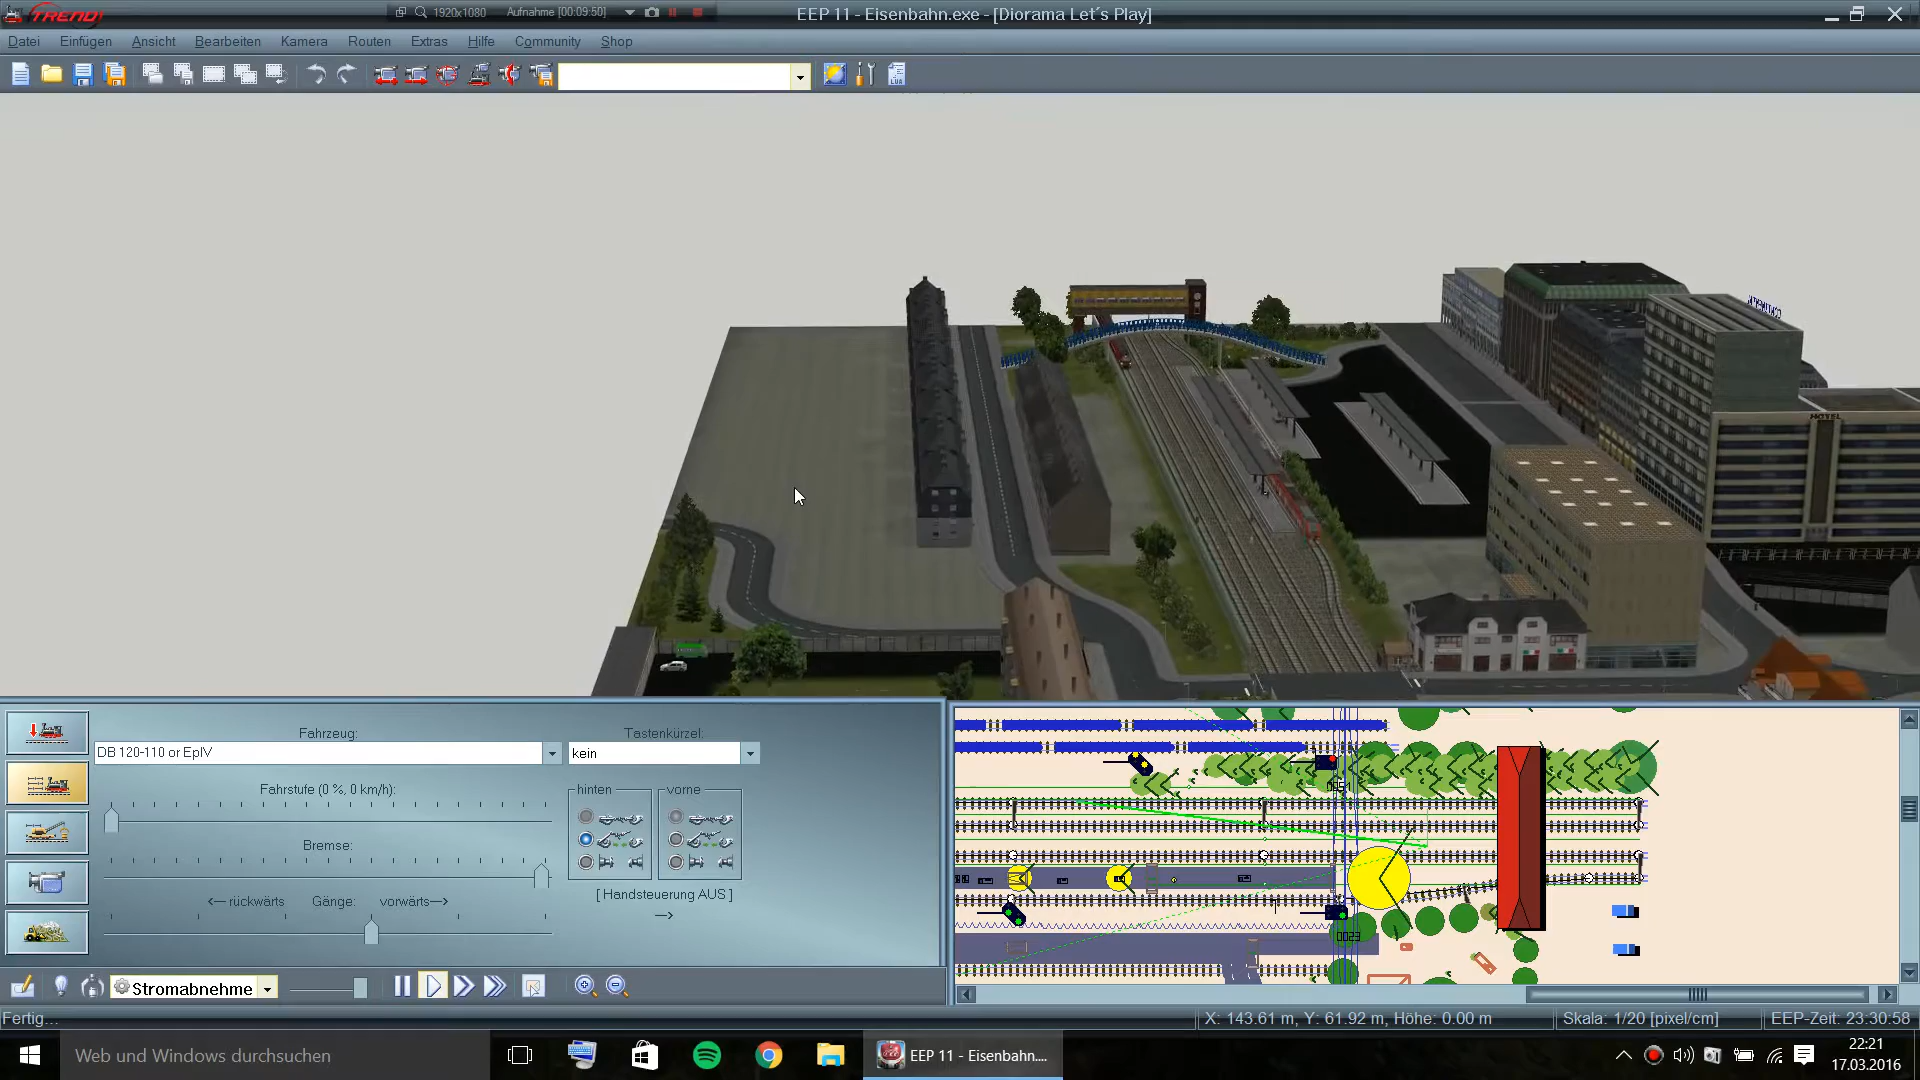 TREND
1920x1080
Aufnahme [00:09:50]
EEP 11 - Eisenbahn.exe - [Diorama Let´s Play]
Datei Einfügen Ansicht Bearbeiten Kamera Routen Extras Hilfe Community Shop
LUA
HOTEL
Fahrzeug:
Tastenkürzel:
DB 120-110 or EpIV
kein
Fahrstufe (0 %, 0 km/h):
hinten
vorne
Bremse:
[ Handsteuerung AUS ]
<— rückwärts Gänge: vorwärts—>
—>
0023
Stromabnehme
Fertig...
X: 143.61 m, Y: 61.92 m, Höhe: 0.00 m
Skala: 1/20 [pixel/cm]
EEP-Zeit: 23:30:58
Web und Windows durchsuchen
EEP 11 - Eisenbahn....
22:21
17.03.2016